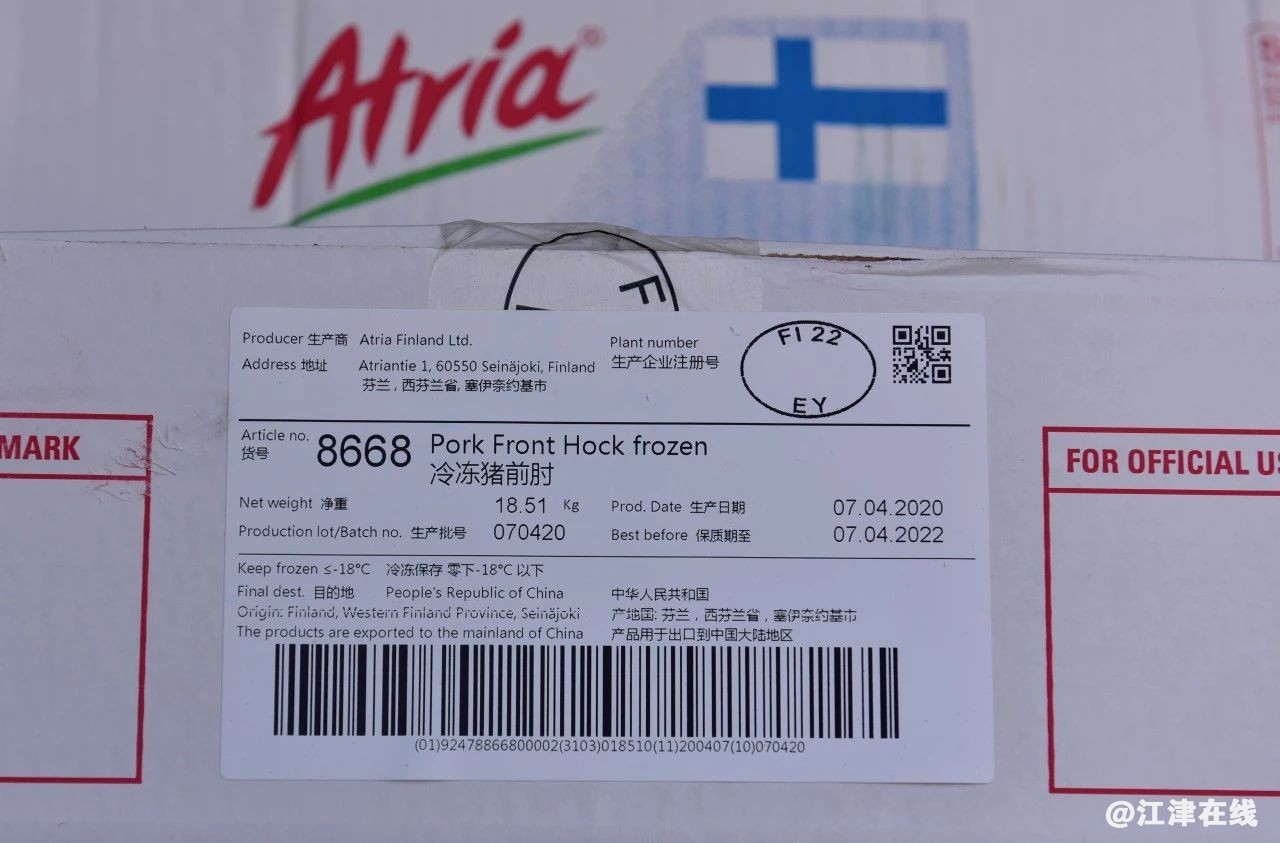 Atria®
F
Producer 生产商 Atria Finland Ltd.
Address 地址 Atriantie 1, 60550 Seinäjoki, Finland
芬兰 , 西芬兰省, 塞伊奈约基市
Plant number
生产企业注册号
FI 22
EY
Article no.
货号
8668
Pork Front Hock frozen
冷冻猪前肘
Net weight 净重 18.51 Kg
Prod. Date 生产日期 07.04.2020
Production lot/Batch no. 生产批号 070420
Best before 保质期至 07.04.2022
Keep frozen ≤-18°C 冷冻保存 零下-18°C 以下
Final dest. 目的地 People's Republic of China 中华人民共和国
Origin: Finland, Western Finland Province, Seinäjoki 产地国: 芬兰 , 西芬兰省 , 塞伊奈约基市
The products are exported to the mainland of China 产品用于出口到中国大陆地区
(01)92478866800002(3103)018510(11)200407(10)070420
MARK
FOR OFFICIAL US
@江津在线